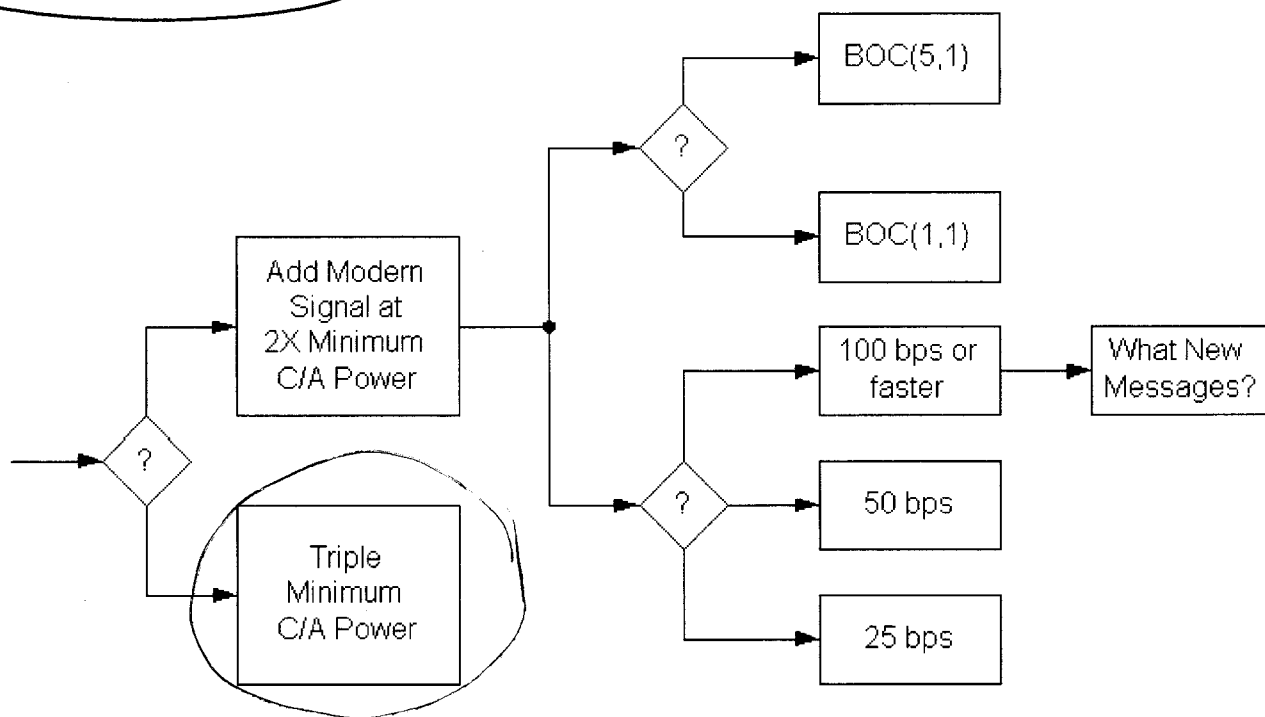 BOC(5,1)
?
BOC(1,1)
Add Modern
Signal at
2X Minimum
C/A Power
100 bps or
faster
What New
Messages?
?
?
50 bps
Triple
Minimum
C/A Power
25 bps